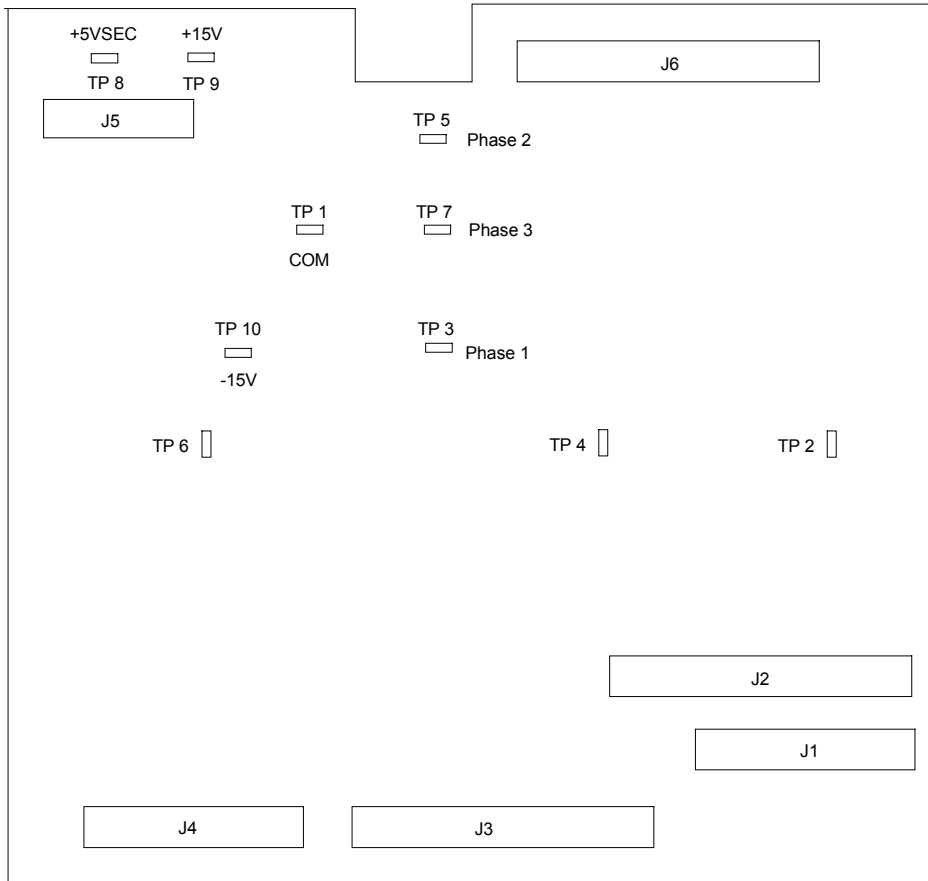 +5VSEC +15V
TP 8 TP 9
J5
J6
TP 5
Phase 2
TP 1 TP 7
Phase 3
COM
TP 10 TP 3
Phase 1
-15V
TP 6 TP 4 TP 2
J2
J1
J4 J3